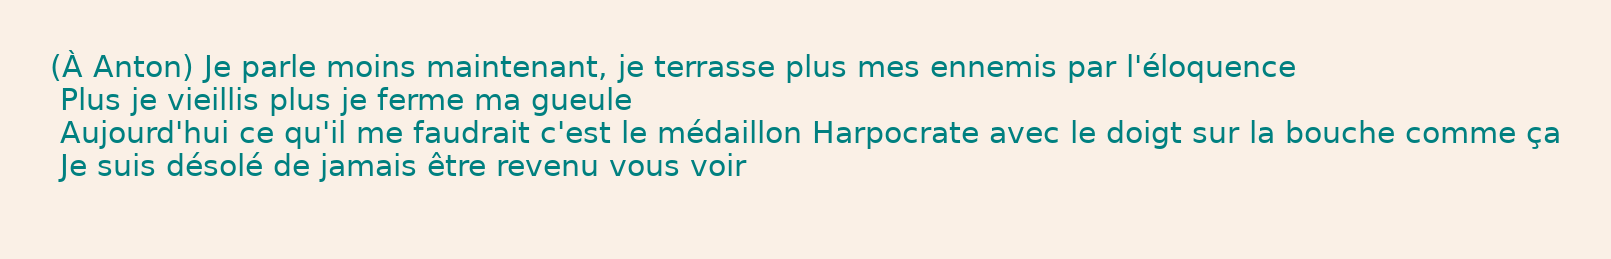 (À Anton) Je parle moins maintenant, je terrasse plus mes ennemis par l'éloquence
Plus je vieillis plus je ferme ma gueule
Aujourd'hui ce qu'il me faudrait c'est le médaillon Harpocrate avec le doigt sur la bouche comme ça
Je suis désolé de jamais être revenu vous voir